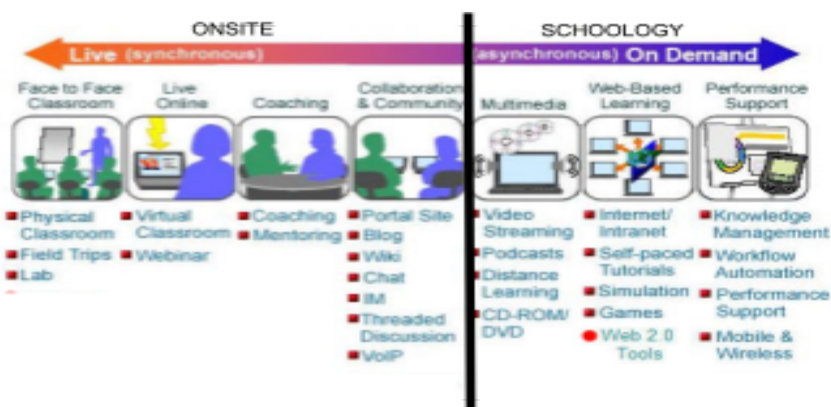 ONSITE
SCHOOLOGY
Live (synchronous)
(asynchronous) On Demand
Face to Face
Classroom
Live
Online
Coaching
Collaboration
& Community
Multimedia
Web-Based
Learning
Performance
Support
Physical
Classroom
Field Trips
Lab
Virtual
Classroom
Webinar
Coaching
Mentoring
Portal Site
Blog
Wiki
Chat
IM
Threaded
Discussion
VoIP
Video
Streaming
Podcasts
Distance
Learning
CD-ROM/
DVD
Internet/
Intranet
Self-paced
Tutorials
Simulation
Games
Web 2.0
Tools
Knowledge
Management
Workflow
Automation
Performance
Support
Mobile &
Wireless